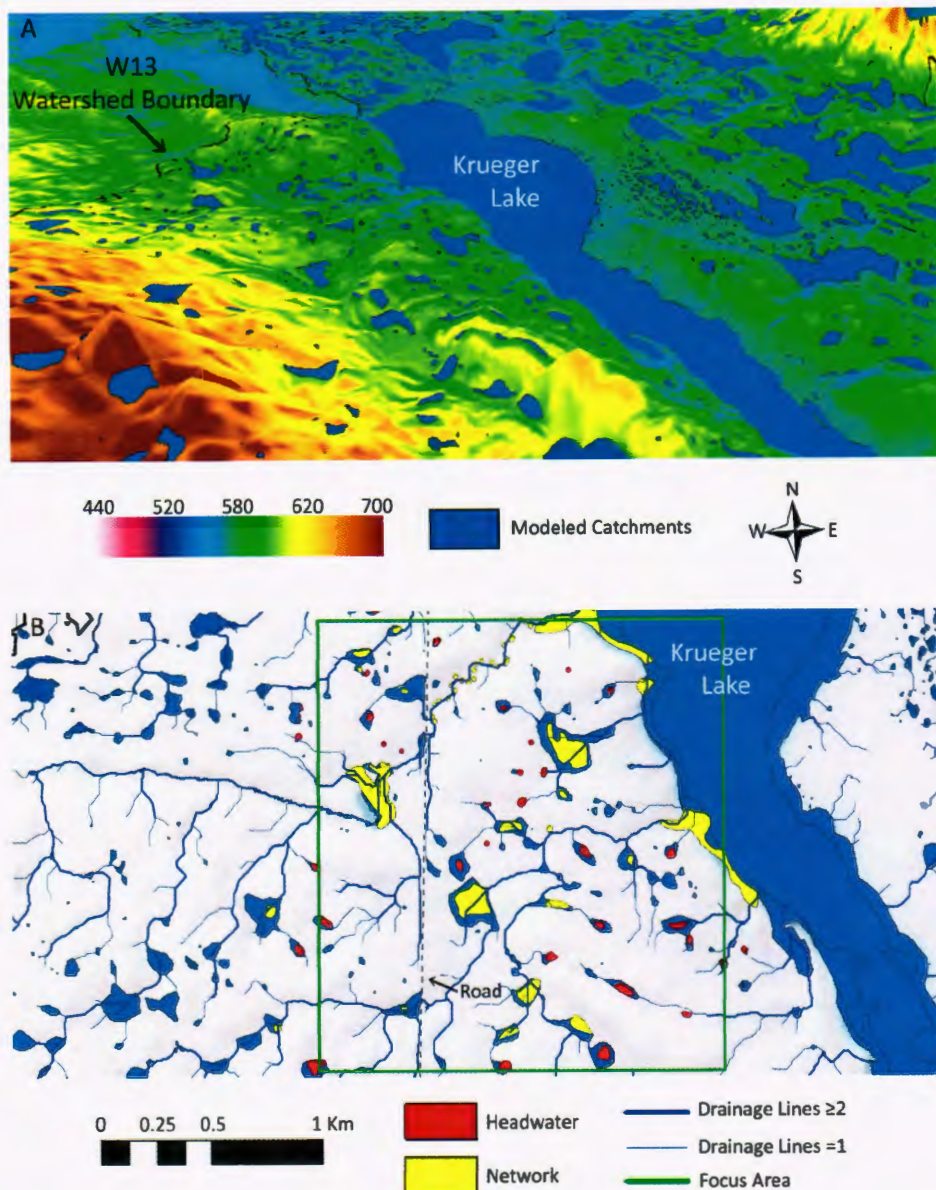 A
W13
Watershed Boundary
Krueger
Lake
440 520 580 620 700
Modeled Catchments
N
W E
S
B
Krueger
Lake
Road
0 0.25 0.5 1 Km
Headwater
Network
Drainage Lines ≥2
Drainage Lines =1
Focus Area